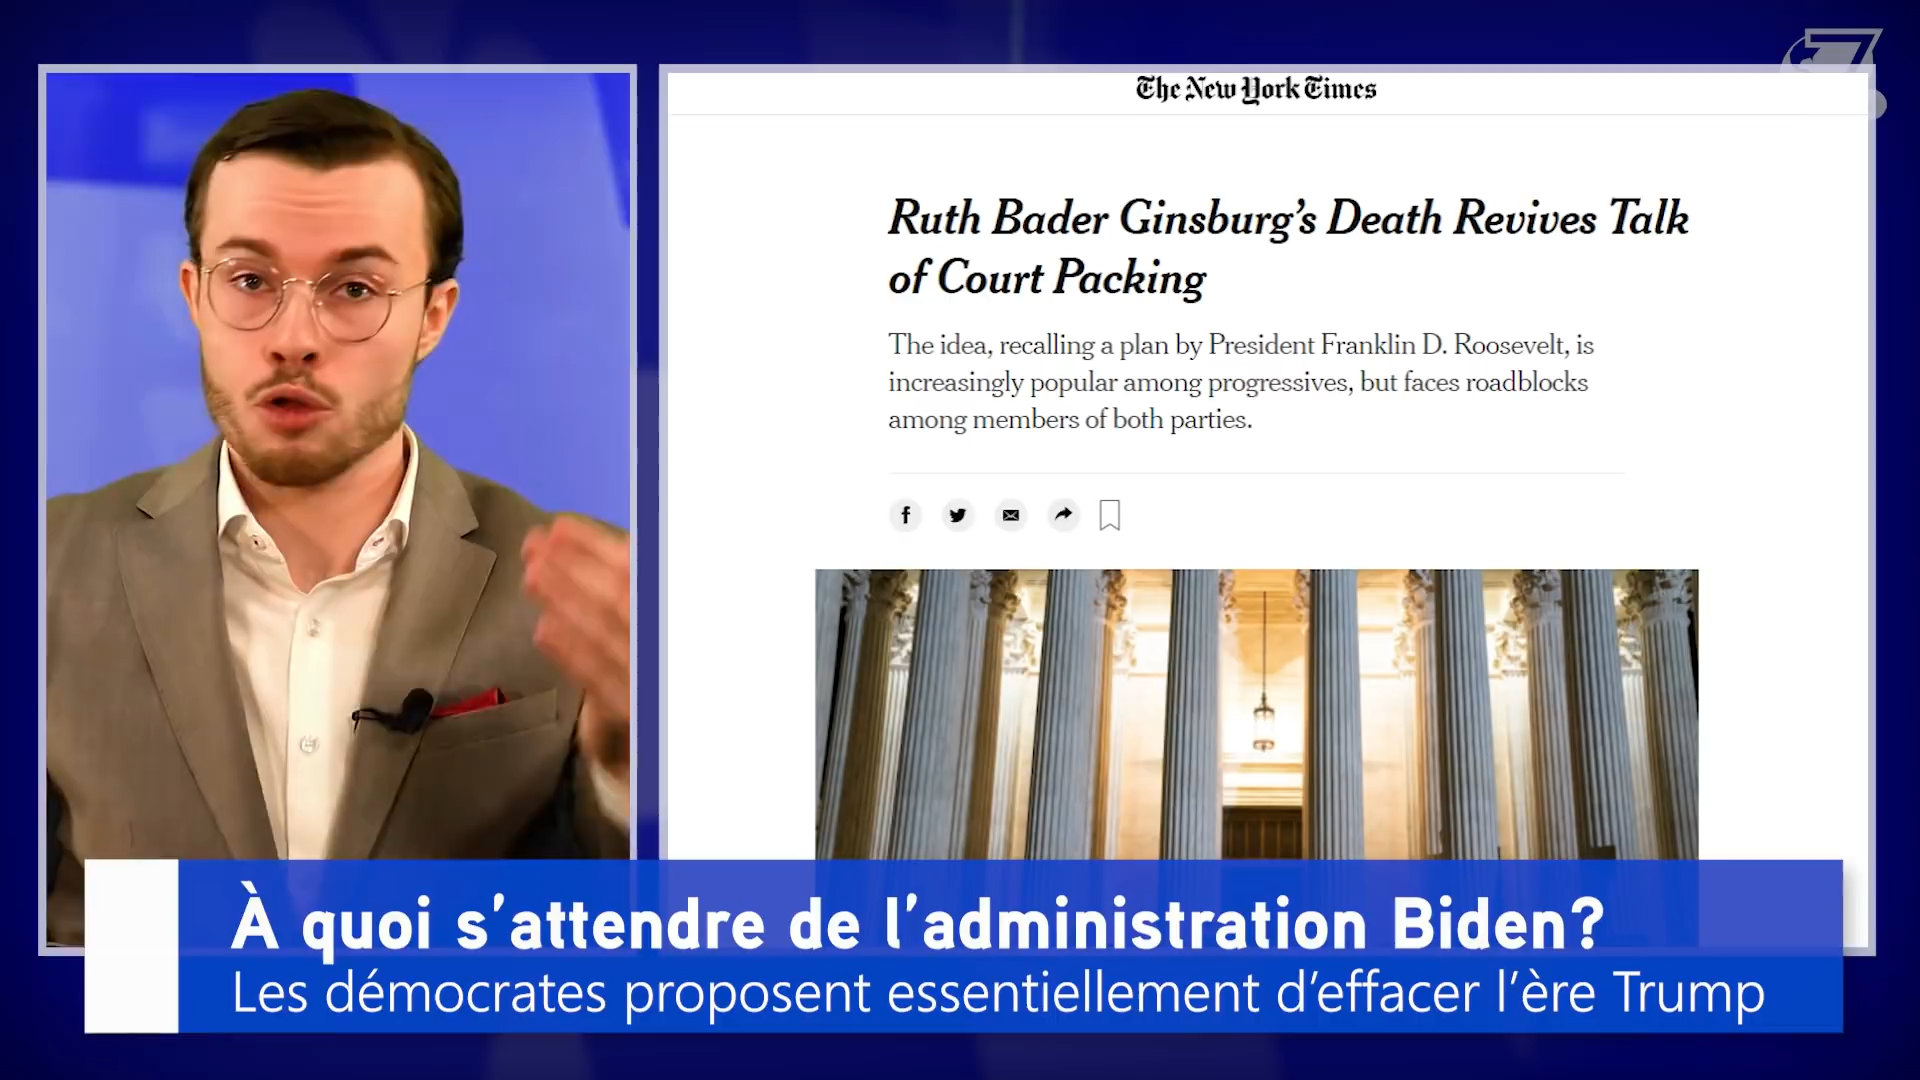 The New York Times
Ruth Bader Ginsburg's Death Revives Talk
of Court Packing
The idea, recalling a plan by President Franklin D. Roosevelt, is
increasingly popular among progressives, but faces roadblocks
among members of both parties.
À quoi s'attendre de l'administration Biden?
Les démocrates proposent essentiellement d'effacer l'ère Trump